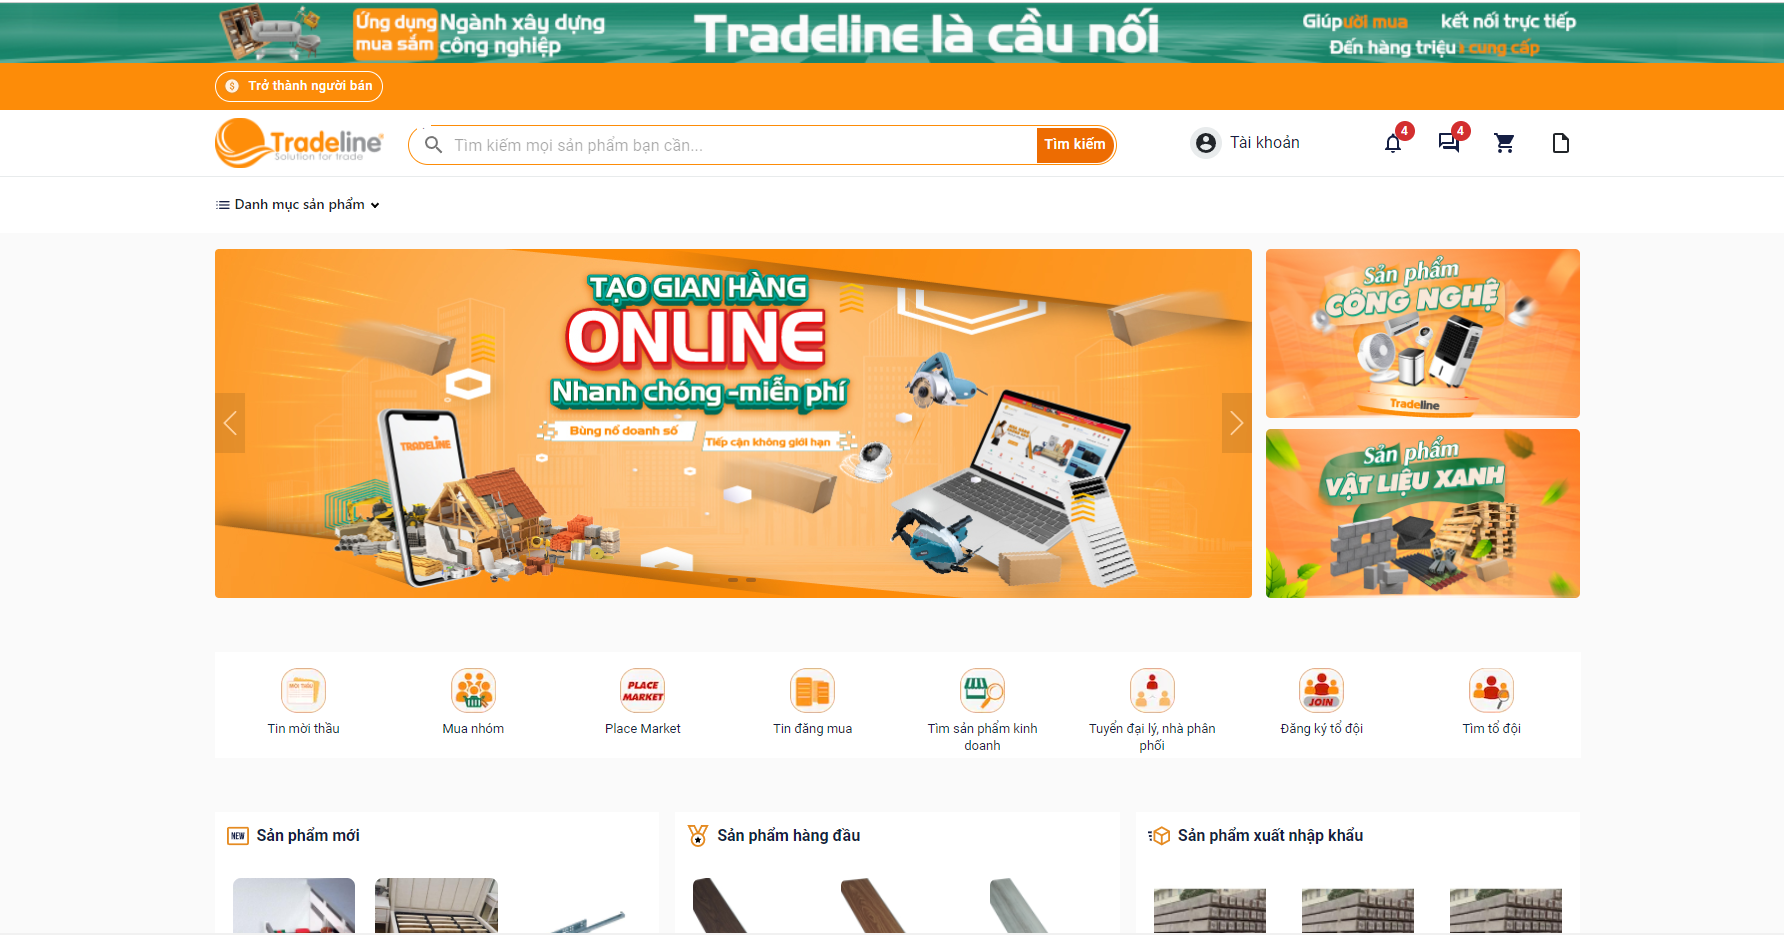 Ứng dụng
mua sắm
Ngành xây dựng
công nghiệp
Tradeline là cầu nối
Giúp
ười mua
kết nối trực tiếp
Đến hàng triệu
cung cấp
Trở thành người bán
Tradeline
Solution for trade
Tìm kiếm mọi sản phẩm bạn cần...
Tìm kiếm
Tài khoản
4
4
Danh mục sản phẩm
TẠO GIAN HÀNG
ONLINE
Nhanh chóng -miễn phí
Bùng nổ doanh số
Tiếp cận không giới hạn
TRADELINE
Sản phẩm
CÔNG NGHỆ
Tradeline
Sản phẩm
VẬT LIỆU XANH
MỜI THẦU
Tin mời thầu
Mua nhóm
PLACE
MARKET
Place Market
Tin đăng mua
Tìm sản phẩm kinh
doanh
Tuyển đại lý, nhà phân
phối
JOIN
Đăng ký tổ đội
Tìm tổ đội
NEW
Sản phẩm mới
Sản phẩm hàng đầu
Sản phẩm xuất nhập khẩu